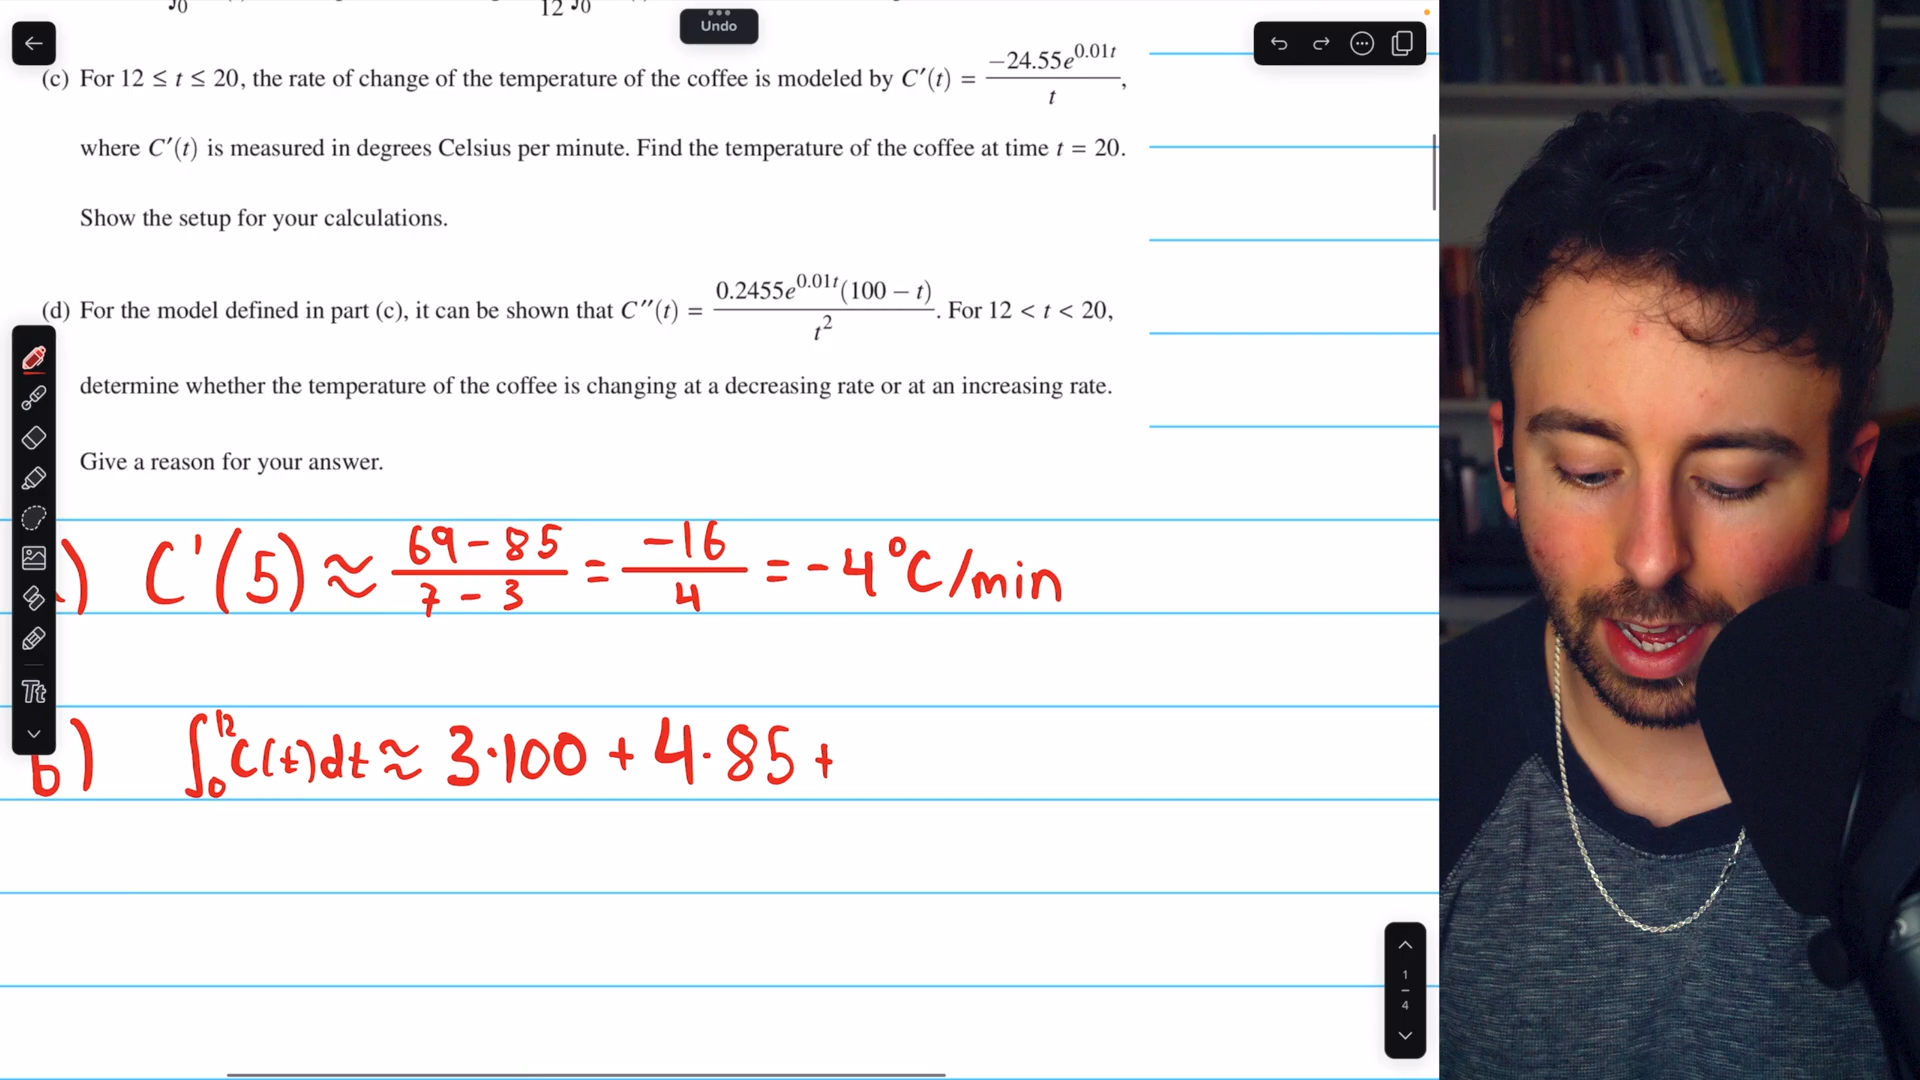 12 ∫0
Undo
(c) For 12 ≤ t ≤ 20, the rate of change of the temperature of the coffee is modeled by C′(t) = −24.55e^0.01t / t,
where C′(t) is measured in degrees Celsius per minute. Find the temperature of the coffee at time t = 20.
Show the setup for your calculations.
(d) For the model defined in part (c), it can be shown that C″(t) = 0.2455e^0.01t(100 − t) / t^2. For 12 < t < 20,
determine whether the temperature of the coffee is changing at a decreasing rate or at an increasing rate.
Give a reason for your answer.
) C'(5) ≈ 69 - 85 / 7 - 3 = -16 / 4 = -4°C/min
b) ∫0^12 C(t)dt ≈ 3·100 + 4·85 +
Tt
1
4